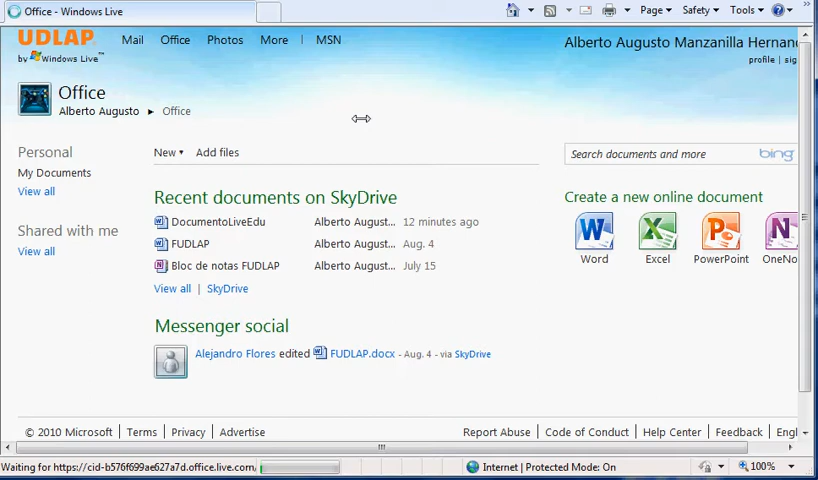 Office - Windows Live
Page Safety Tools
UDLAP Mail Office Photos More | MSN
by Windows Live™
Alberto Augusto Manzanilla Hernand
profile | sig
Office
Alberto Augusto ▸ Office
Personal
My Documents
View all
Shared with me
View all
New Add files
Search documents and more bing
Recent documents on SkyDrive
DocumentoLiveEdu Alberto August... 12 minutes ago
FUDLAP Alberto August... Aug. 4
Bloc de notas FUDLAP Alberto August... July 15
View all | SkyDrive
Create a new online document
Word Excel PowerPoint OneNo
Messenger social
Alejandro Flores edited FUDLAP.docx - Aug. 4 - via SkyDrive
© 2010 Microsoft | Terms | Privacy | Advertise Report Abuse | Code of Conduct | Help Center | Feedback | Engl
Waiting for https://cid-b576f699ae627a7d.office.live.com/ Internet | Protected Mode: On 100%